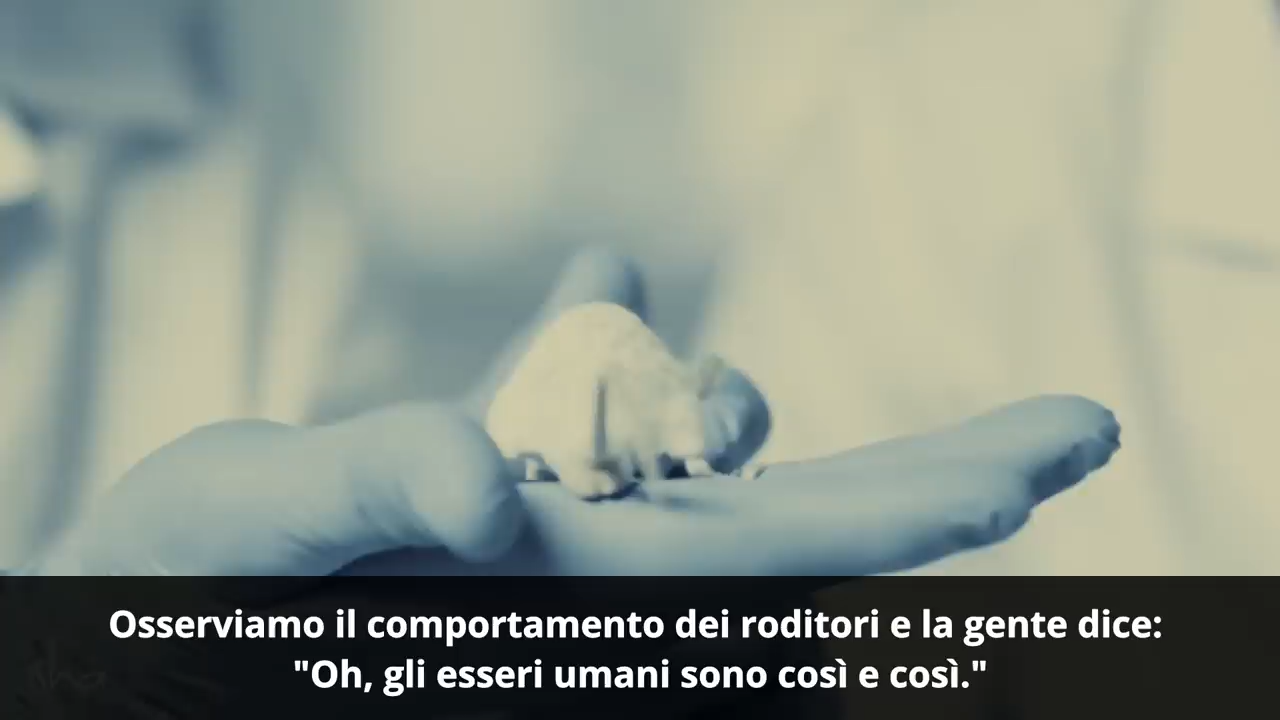 Osserviamo il comportamento dei roditori e la gente dice:
"Oh, gli esseri umani sono così e così."